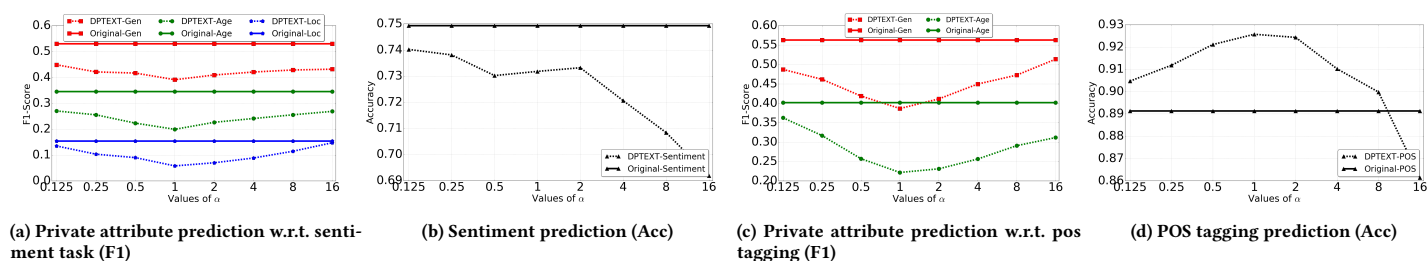 DPTEXT-Gen DPTEXT-Age DPTEXT-Loc
Original-Gen Original-Age Original-Loc
0.6
0.5
0.4
0.3
0.2
0.1
0.0
F1-Score
0.125 0.25 0.5 1 2 4 8 16
Values of α
(a) Private attribute prediction w.r.t. senti-
ment task (F1)
0.75
0.74
0.73
0.72
0.71
0.70
0.69
Accuracy
DPTEXT-Sentiment
Original-Sentiment
0.125 0.25 0.5 1 2 4 8 16
Values of α
(b) Sentiment prediction (Acc)
DPTEXT-Gen DPTEXT-Age
Original-Gen Original-Age
0.60
0.55
0.50
0.45
0.40
0.35
0.30
0.25
0.20
F1-Score
0.125 0.25 0.5 1 2 4 8 16
Values of α
(c) Private attribute prediction w.r.t. pos
tagging (F1)
0.93
0.92
0.91
0.90
0.89
0.88
0.87
0.86
Accuracy
DPTEXT-POS
Original-POS
0.125 0.25 0.5 1 2 4 8 16
Values of α
(d) POS tagging prediction (Acc)